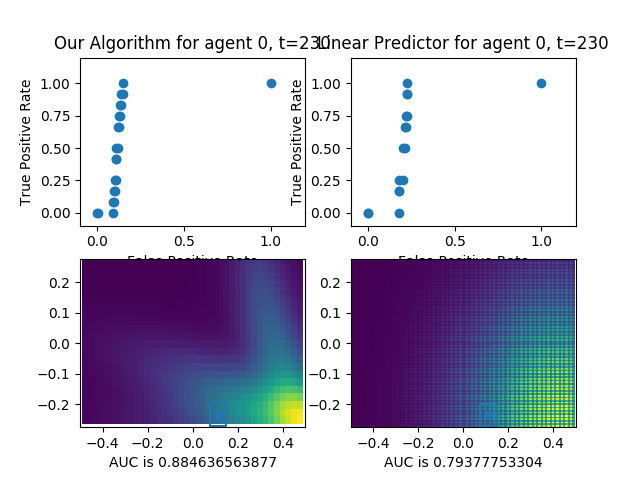 Our Algorithm for agent 0, t=230
Linear Predictor for agent 0, t=230
True Positive Rate
1.00
0.75
0.50
0.25
0.00
0.0 0.5 1.0
False Positive Rate
True Positive Rate
1.00
0.75
0.50
0.25
0.00
0.0 0.5 1.0
False Positive Rate
0.2
0.1
0.0
−0.1
−0.2
−0.4 −0.2 0.0 0.2 0.4
AUC is 0.884636563877
0.2
0.1
0.0
−0.1
−0.2
−0.4 −0.2 0.0 0.2 0.4
AUC is 0.79377753304